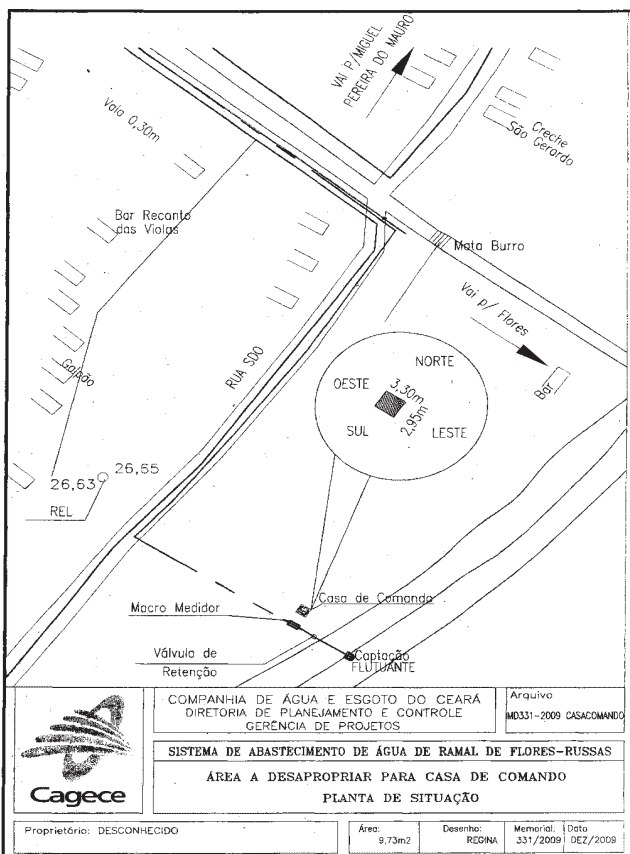 VAI P/MIGUEL
PEREIRA DO MAURO
Creche
São Gerardo
Vala 0,30m
Bar Recanto
das Violas
Mata Burro
Vai p/ Flores
Bar
NORTE
OESTE
3,30m
2,95m
SUL
LESTE
RUA SDO
Galpão
26,63
26,65
REL
Casa de Comando
Macro Medidor
Válvula de
Retenção
Captação
FLUTUANTE
Cagece
COMPANHIA DE ÁGUA E ESGOTO DO CEARÁ
DIRETORIA DE PLANEJAMENTO E CONTROLE
GERÊNCIA DE PROJETOS
Arquivo
MD331-2009 CASACOMANDO
SISTEMA DE ABASTECIMENTO DE ÁGUA DE RAMAL DE FLORES-RUSSAS
ÁREA A DESAPROPRIAR PARA CASA DE COMANDO
PLANTA DE SITUAÇÃO
Proprietário: DESCONHECIDO
Área:
9,73m2
Desenho:
REGINA
Memorial:
331/2009
Data
DEZ/2009